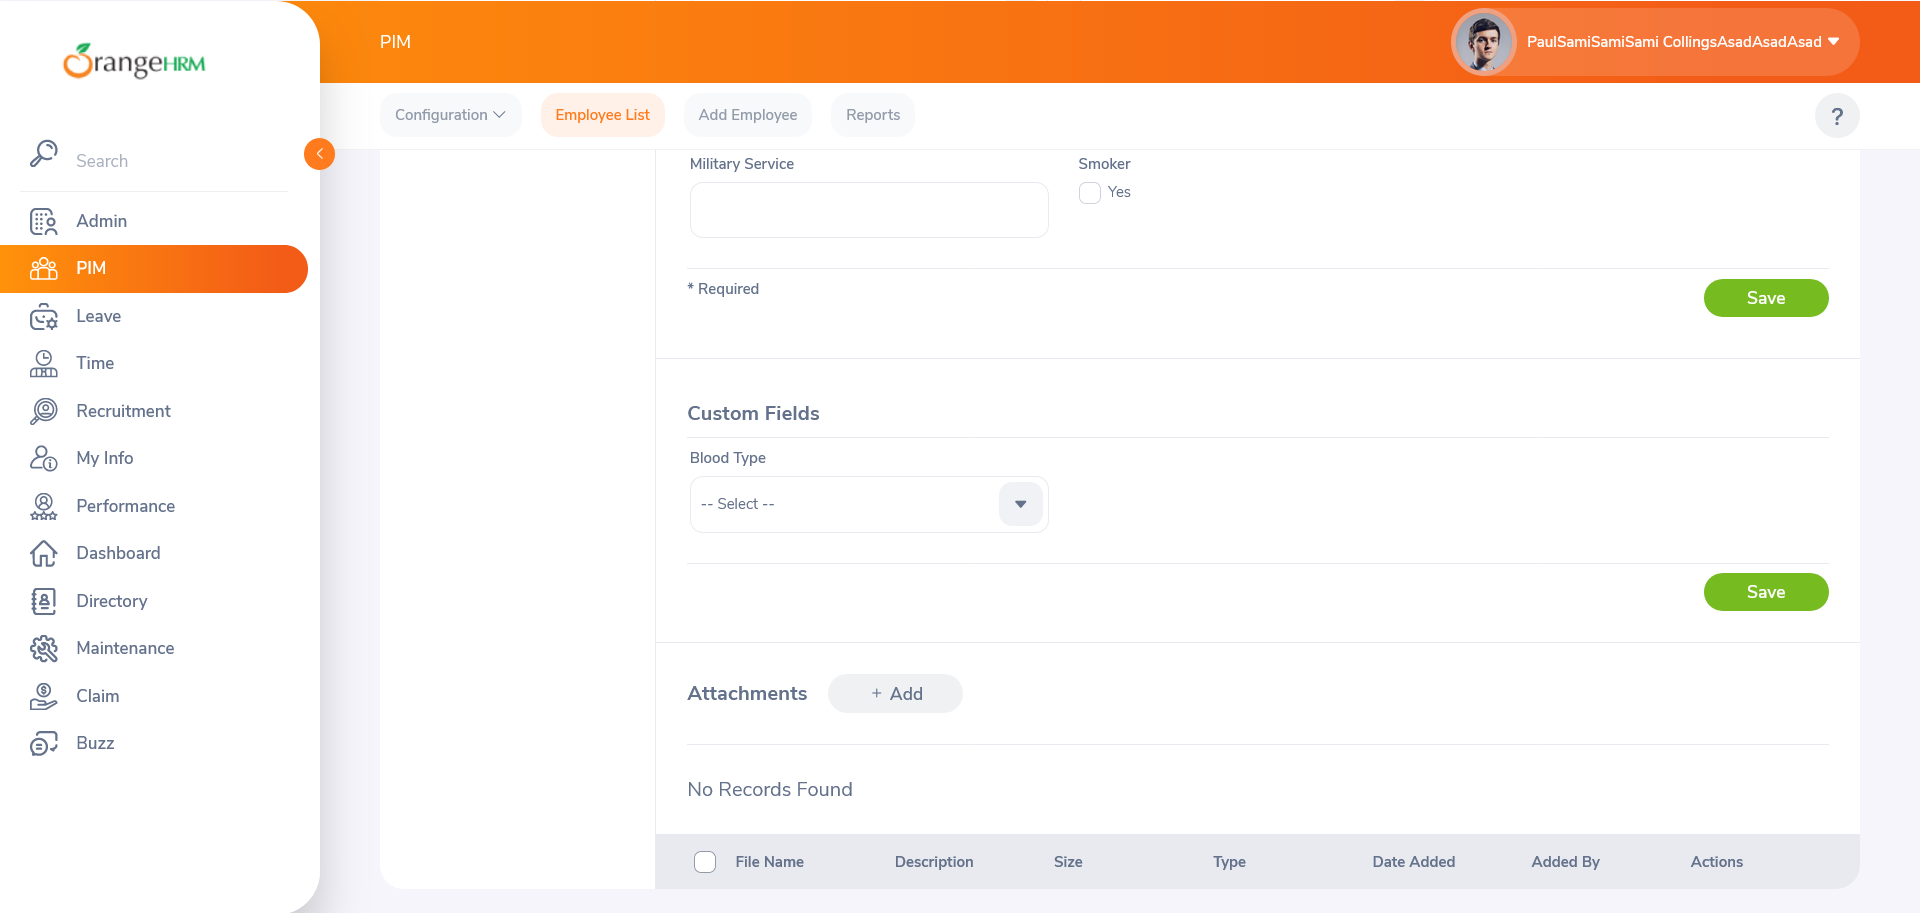 OrangeHRM
PIM
PaulSamiSamiSami CollingsAsadAsadAsad
Configuration
Employee List
Add Employee
Reports
?
Search
Admin
PIM
Leave
Time
Recruitment
My Info
Performance
Dashboard
Directory
Maintenance
Claim
Buzz
Military Service
Smoker
Yes
* Required
Save
Custom Fields
Blood Type
-- Select --
Save
Attachments
+ Add
No Records Found
File Name Description Size Type Date Added Added By Actions